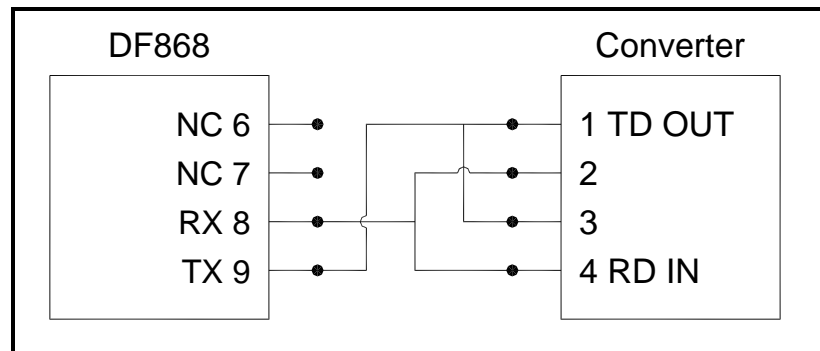 DF868
Converter
NC 6
NC 7
RX 8
TX 9
1 TD OUT
2
3
4 RD IN